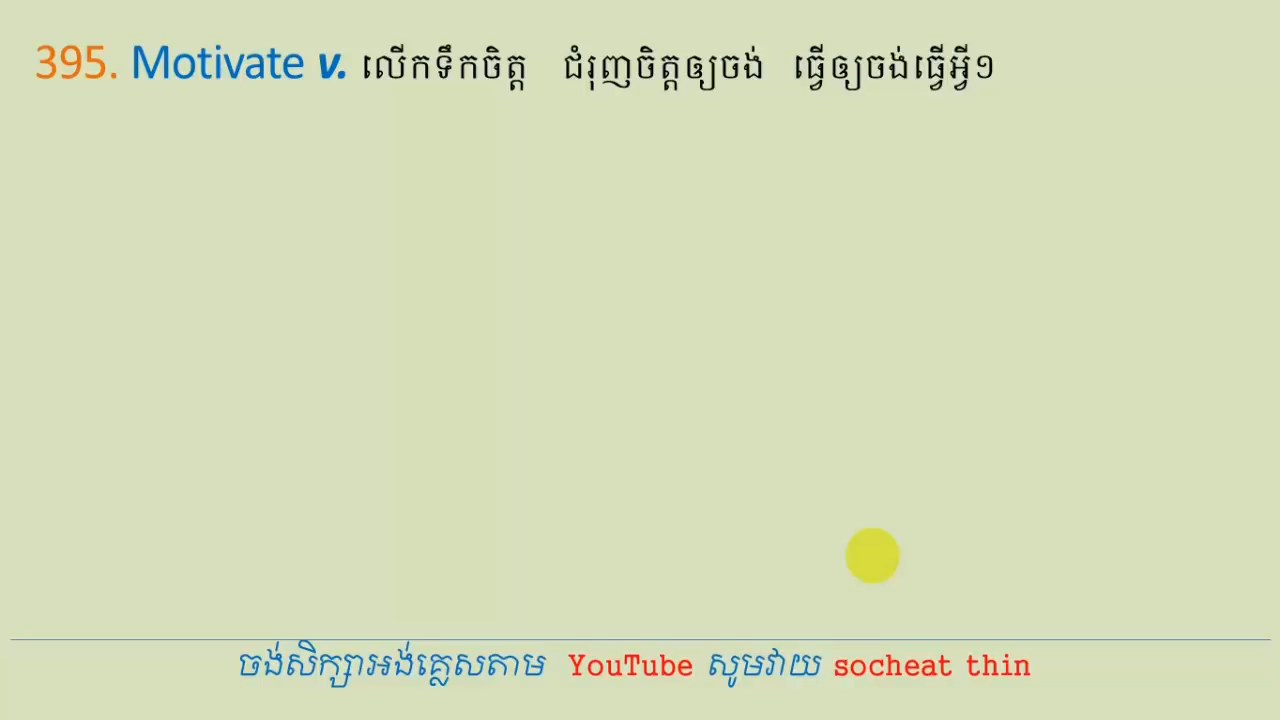 395. Motivate v. លើកទឹកចិត្ត ជំរុញចិត្តឲ្យចង់ ធ្វើឲ្យចង់ធ្វើអ្វី១
ចង់សិក្សាអង់គ្លេសតាម YouTube សូមវាយ socheat thin